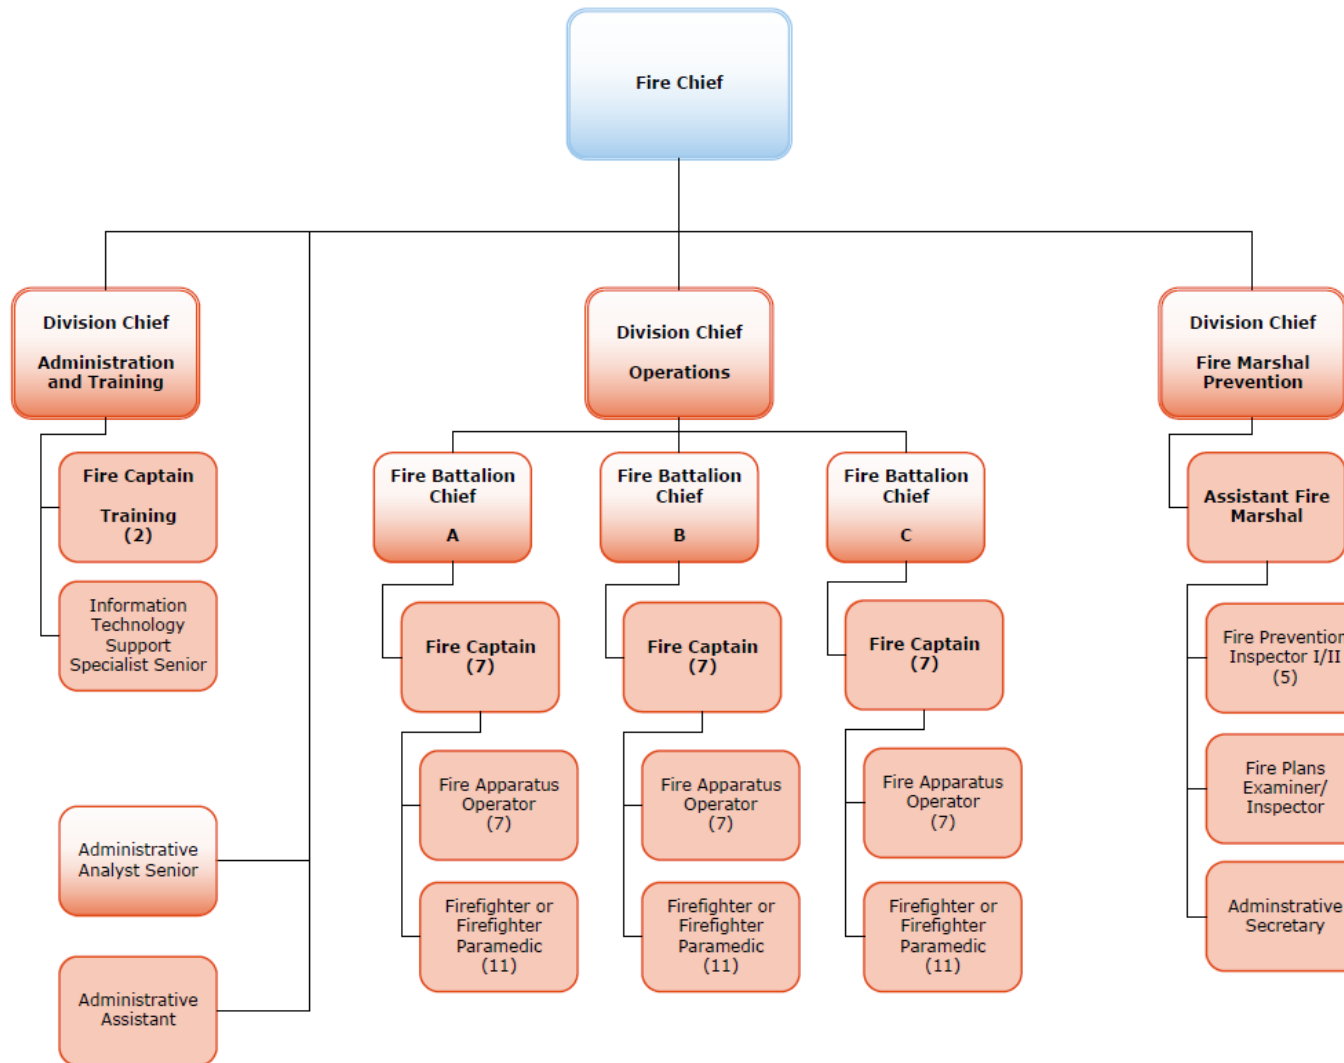 Fire Chief
Division Chief
Administration
and Training
Division Chief
Operations
Division Chief
Fire Marshal
Prevention
Fire Captain
Training
(2)
Information
Technology
Support
Specialist Senior
Administrative
Analyst Senior
Administrative
Assistant
Fire Battalion
Chief
A
Fire Captain
(7)
Fire Apparatus
Operator
(7)
Firefighter or
Firefighter
Paramedic
(11)
Fire Battalion
Chief
B
Fire Captain
(7)
Fire Apparatus
Operator
(7)
Firefighter or
Firefighter
Paramedic
(11)
Fire Battalion
Chief
C
Fire Captain
(7)
Fire Apparatus
Operator
(7)
Firefighter or
Firefighter
Paramedic
(11)
Assistant Fire
Marshal
Fire Prevention
Inspector I/II
(5)
Fire Plans
Examiner/
Inspector
Adminstrative
Secretary